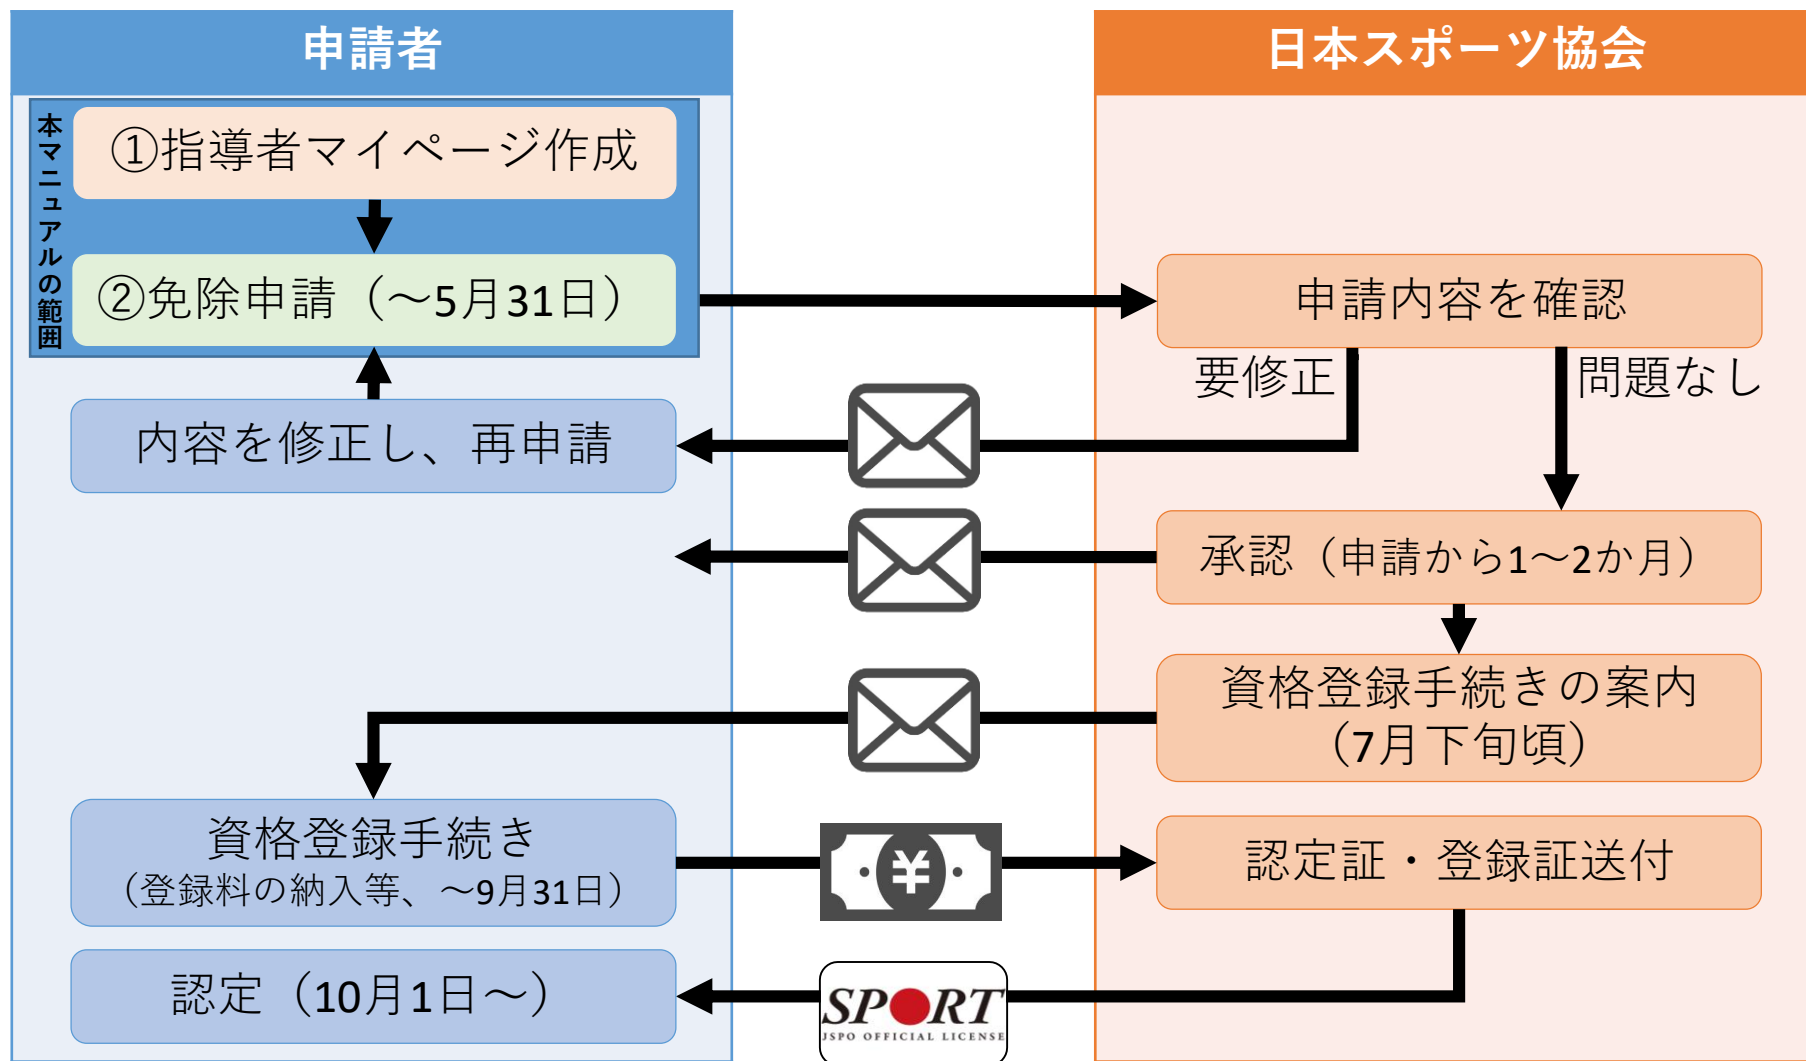 申請者
日本スポーツ協会
本マニュアルの範囲
①指導者マイページ作成
②免除申請（～5月31日）
申請内容を確認
要修正
問題なし
内容を修正し、再申請
承認（申請から1～2か月）
資格登録手続きの案内
（7月下旬頃）
資格登録手続き
（登録料の納入等、～9月31日）
¥
認定証・登録証送付
認定（10月1日～）
SPORT
JSPO OFFICIAL LICENSE